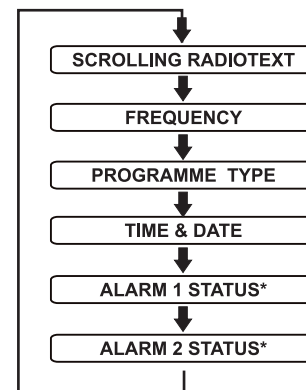 SCROLLING RADIOTEXT
FREQUENCY
PROGRAMME TYPE
TIME & DATE
ALARM 1 STATUS*
ALARM 2 STATUS*